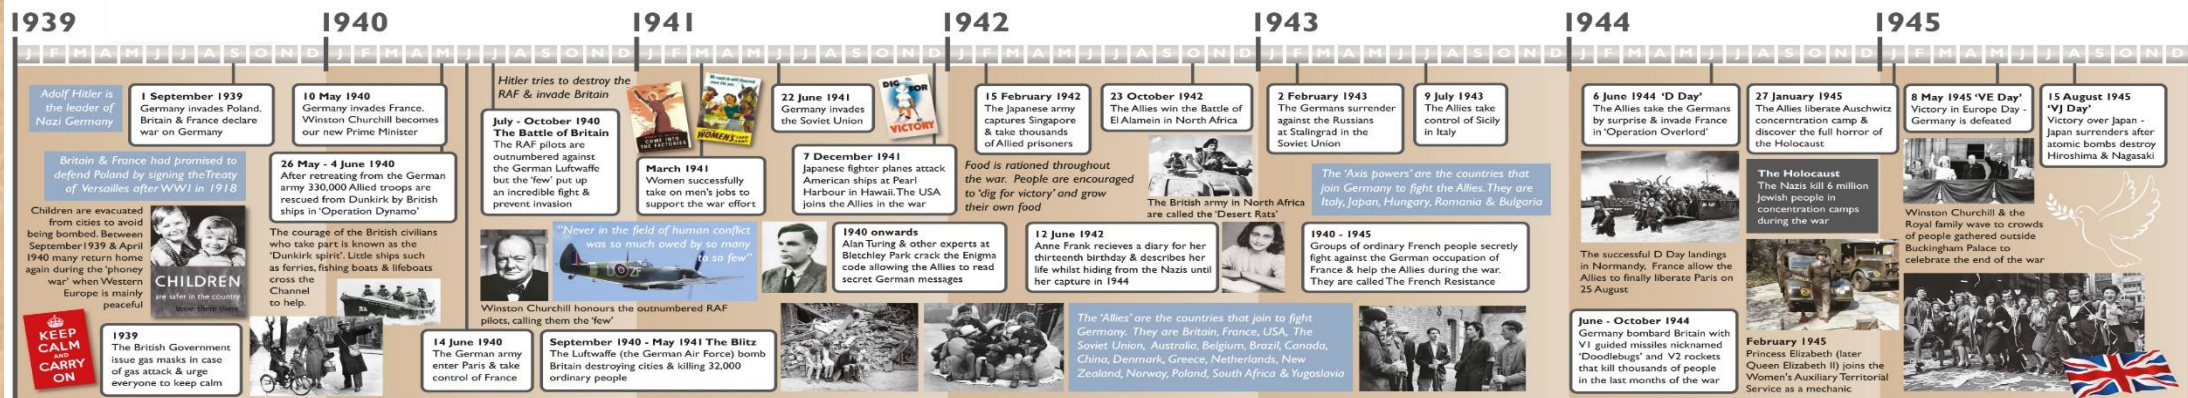 1939
1940
1941
1942
1943
1944
1945
J F M A M J J A S O N D
J F M A M J J A S O N D
J F M A M J J A S O N D
J F M A M J J A S O N D
J F M A M J J A S O N D
J F M A M J J A S O N D
J F M A M J J A S O N D
Adolf Hitler is
the leader of
Nazi Germany
1 September 1939
Germany invades Poland.
Britain & France declare
war on Germany
Britain & France had promised to
defend Poland by signing theTreaty
of Versailles after WW1 in 1918
Children are evacuated
from cities to avoid
being bombed. Between
September1939 & April
1940 many return home
again during the 'phoney
war' when Western
Europe is mainly
peaceful
CHILDREN
are safer in the country
leave them there
KEEP
CALM
AND
CARRY
ON
1939
The British Government
issue gas masks in case
of gas attack & urge
everyone to keep calm
10 May 1940
Germany invades France.
Winston Churchill becomes
our new Prime Minister
26 May - 4 June 1940
After retreating from the German
army 330,000 Allied troops are
rescued from Dunkirk by British
ships in 'Operation Dynamo'
The courage of the British civilians
who take part is known as the
'Dunkirk spirit'. Little ships such
as ferries, fishing boats & lifeboats
cross the
Channel
to help.
14 June 1940
The German army
enter Paris & take
control of France
Hitler tries to destroy the
RAF & invade Britain
July - October 1940
The Battle of Britain
The RAF pilots are
outnumbered against
the German Luftwaffe
but the 'few' put up
an incredible fight &
prevent invasion
"Never in the field of human conflict
was so much owed by so many
to so few"
D ZF
Winston Churchill honours the outnumbered RAF
pilots, calling them the 'few'
September 1940 - May 1941 The Blitz
The Luftwaffe (the German Air Force) bomb
Britain destroying cities & killing 32,000
ordinary people
COME INTO
THE FACTORIES
WOMEN'S
March 1941
Women successfully
take on men's jobs to
support the war effort
22 June 1941
Germany invades
the Soviet Union
DIG
FOR
VICTORY
7 December 1941
Japanese fighter planes attack
American ships at Pearl
Harbour in Hawaii.The USA
joins the Allies in the war
1940 onwards
Alan Turing & other experts at
Bletchley Park crack the Enigma
code allowing the Allies to read
secret German messages
15 February 1942
The Japanese army
captures Singapore
& take thousands
of Allied prisoners
Food is rationed throughout
the war. People are encouraged
to 'dig for victory' and grow
their own food
12 June 1942
Anne Frank recieves a diary for her
thirteenth birthday & describes her
life whilst hiding from the Nazis until
her capture in 1944
23 October 1942
The Allies win the Battle of
El Alamein in North Africa
The British army in North Africa
are called the 'Desert Rats'
The 'Allies' are the countries that join to fight
Germany. They are Britain, France, USA, The
Soviet Union, Australia, Belgium, Brazil, Canada,
China, Denmark, Greece, Netherlands, New
Zealand, Norway, Poland, South Africa & Yugoslavia
2 February 1943
The Germans surrender
against the Russians
at Stalingrad in the
Soviet Union
9 July 1943
The Allies take
control of Sicily
in Italy
The 'Axis powers' are the countries that
join Germany to fight the Allies.They are
Italy, Japan, Hungary, Romania & Bulgaria
1940 - 1945
Groups of ordinary French people secretly
fight against the German occupation of
France & help the Allies during the war.
They are called The French Resistance
6 June 1944 'D Day'
The Allies take the Germans
by surprise & invade France
in 'Operation Overlord'
The successful D Day landings
in Normandy, France allow the
Allies to finally liberate Paris on
25 August
June - October 1944
Germany bombard Britain with
V1 guided missiles nicknamed
'Doodlebugs' and V2 rockets
that kill thousands of people
in the last months of the war
27 January 1945
The Allies liberate Auschwitz
concerntration camp &
discover the full horror of
the Holocaust
The Holocaust
The Nazis kill 6 million
Jewish people in
concentration camps
during the war
February 1945
Princess Elizabeth (later
Queen Elizabeth II) joins the
Women's Auxiliary Territorial
Service as a mechanic
8 May 1945 'VE Day'
Victory in Europe Day -
Germany is defeated
Winston Churchill & the
Royal family wave to crowds
of people gathered outside
Buckingham Palace to
celebrate the end of the war
15 August 1945
'VJ Day'
Victory over Japan -
Japan surrenders after
atomic bombs destroy
Hiroshima & Nagasaki